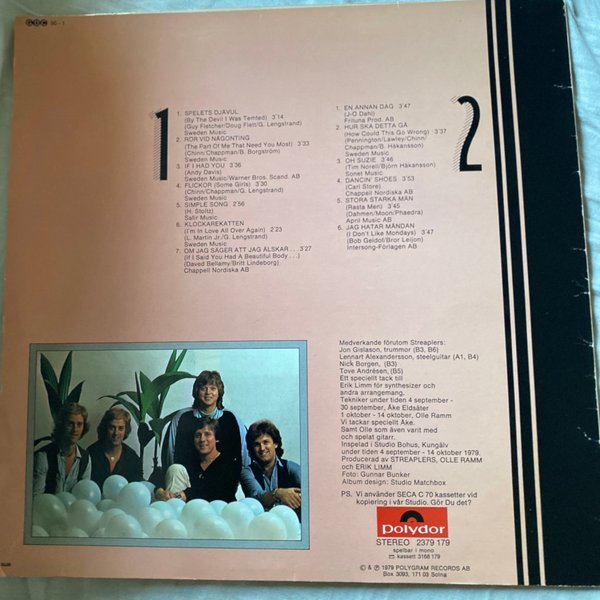 GDC 96 - 1
1
1. SPELETS DJÄVUL
(By The Devil I Was Temted) 3'14
(Guy Fletcher/Doug Flett/G. Lengstrand)
Sweden Music
2. RÖR VID NÅGONTING
(The Part Of Me That Need You Most) 3'33
(Chinn/Chapman/B. Borgström)
Sweden Music
3. IF I HAD YOU 3'36
(Andy Davis)
Sweden Music/Warner Bros. Scand. AB
4. FLICKOR (Some Girls) 3'30
(Chinn/Chapman/G. Lengstrand)
Sweden Music
5. SIMPLE SONG 2'56
(H. Stoltz)
Salir Music
6. KLOCKAREKATTEN
(I'm In Love All Over Again) 2'23
(L. Martin Jr./G. Lengstrand)
Sweden Music
7. OM JAG SÄGER ATT JAG ÄLSKAR . . . 3'27
(If I Said You Had A Beautiful Body . . .)
(Daved Bellamy/Britt Lindeborg)
Chappell Nordiska AB
2
1. EN ANNAN DAG 3'47
(J-O Dahl)
Frituna Prod. AB
2. HUR SKA DETTA GÅ
(How Could This Go Wrong) 3'37
(Pennington/Lawley/Chinn/
Chapman/B. Håkansson)
Sweden Music
3. OH SUZIE 3'46
(Tim Norell/Björn Håkansson)
Sonet Music
4. DANCIN' SHOES 3'53
(Carl Store)
Chappell Nordiska AB
5. STORA STARKA MÄN
(Rasta Men) 3'45
(Dahmen/Moon/Phaedra)
April Music AB
6. JAG HATAR MÅNDAN
(I Don't Like Mondays) 3'47
(Bob Geldof/Bror Leijon)
Intersong-Förlagen AB
Medverkande förutom Streaplers:
Jon Gislason, trummor (B3, B6)
Lennart Alexandersson, steelguitar (A1, B4)
Nick Borgen, (B3)
Tove Andrésen, (B5)
Ett speciellt tack till
Erik Limm för synthesizer och
andra arrangemang.
Tekniker under tiden 4 september -
30 september, Åke Eldsäter
1 oktober - 14 oktober, Olle Ramm
Vi tackar speciellt Åke.
Samt Olle som även varit med
och spelat gitarr.
Inspelad i Studio Bohus, Kungälv
under tiden 4 september - 14 oktober 1979.
Producerad av STREAPLERS, OLLE RAMM
och ERIK LIMM
Foto: Gunnar Bunker
Album design: Studio Matchbox
PS. Vi använder SECA C 70 kassetter vid
kopiering i vår Studio. Gör Du det?
polydor
STEREO 2379 179
spelbar i mono
kassett 3168 179
© & ℗ 1979 POLYGRAM RECORDS AB
Box 3093, 171 03 Solna